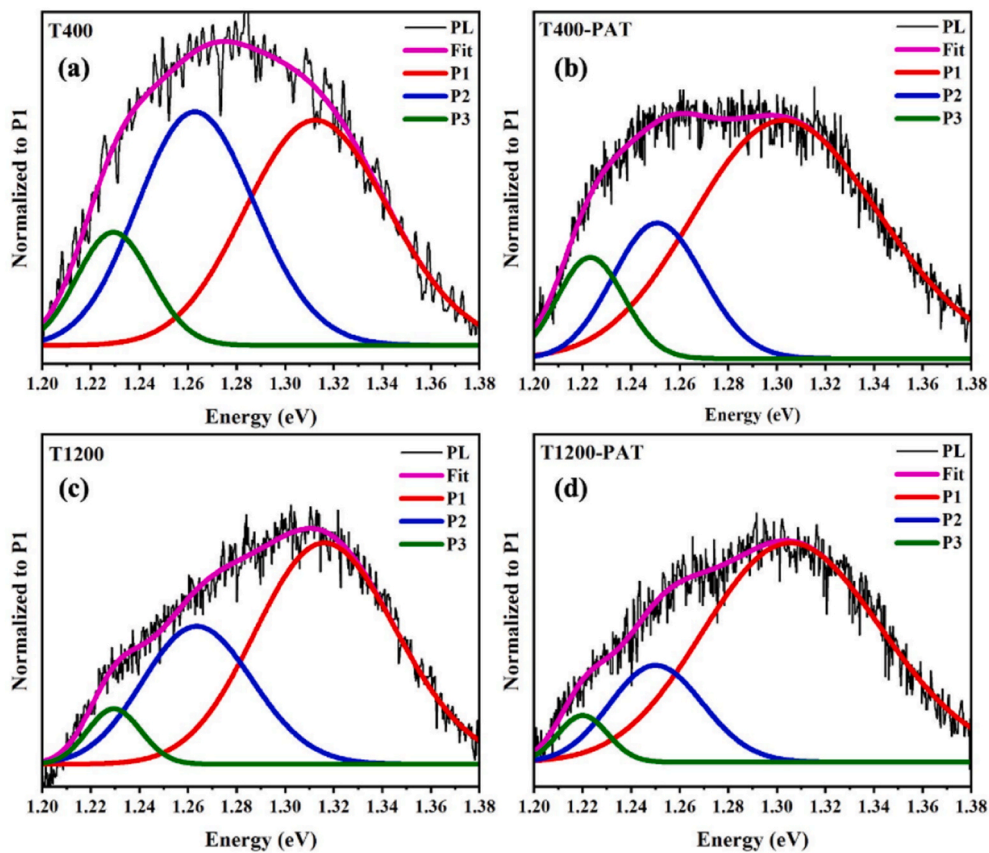 T400
(a)
PL
Fit
P1
P2
P3
Normalized to P1
1.20 1.22 1.24 1.26 1.28 1.30 1.32 1.34 1.36 1.38
Energy (eV)
T400-PAT
(b)
PL
Fit
P1
P2
P3
Normalized to P1
1.20 1.22 1.24 1.26 1.28 1.30 1.32 1.34 1.36 1.38
Energy (eV)
T1200
(c)
PL
Fit
P1
P2
P3
Normalized to P1
1.20 1.22 1.24 1.26 1.28 1.30 1.32 1.34 1.36 1.38
Energy (eV)
T1200-PAT
(d)
PL
Fit
P1
P2
P3
Normalized to P1
1.20 1.22 1.24 1.26 1.28 1.30 1.32 1.34 1.36 1.38
Energy (eV)